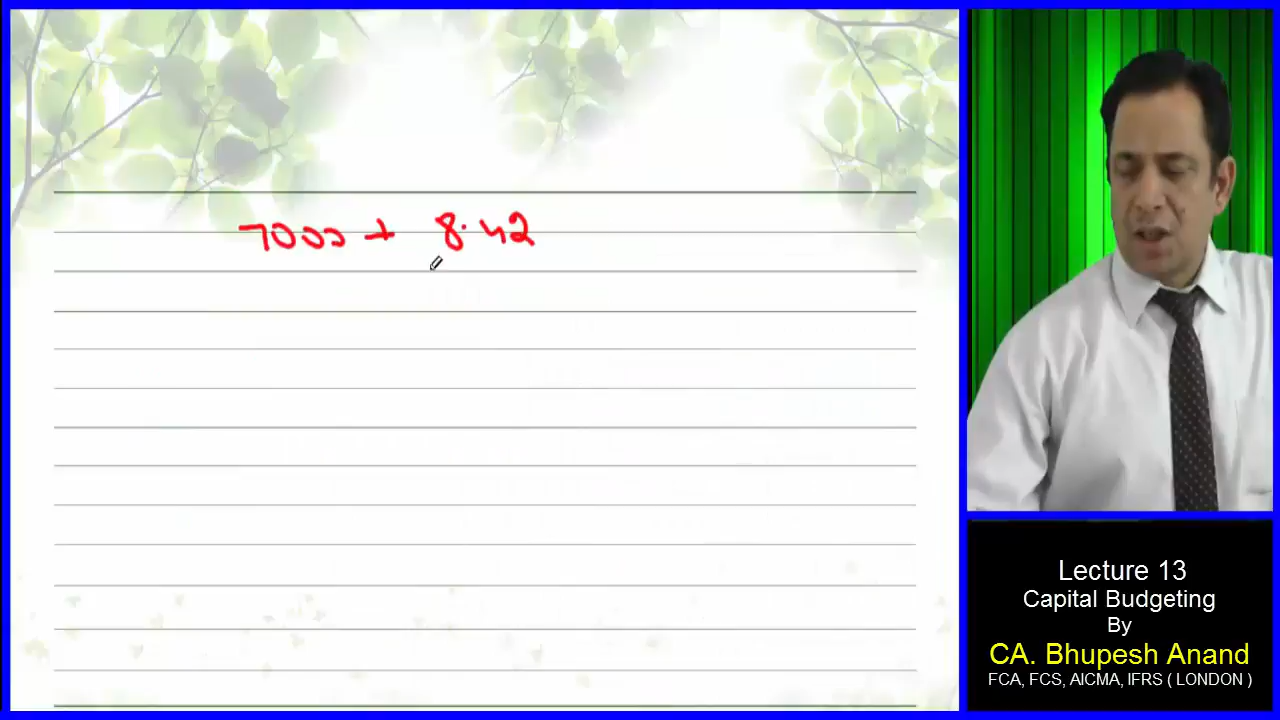 7000 + 8.42
Lecture 13
Capital Budgeting
By
CA. Bhupesh Anand
FCA, FCS, AICMA, IFRS ( LONDON )